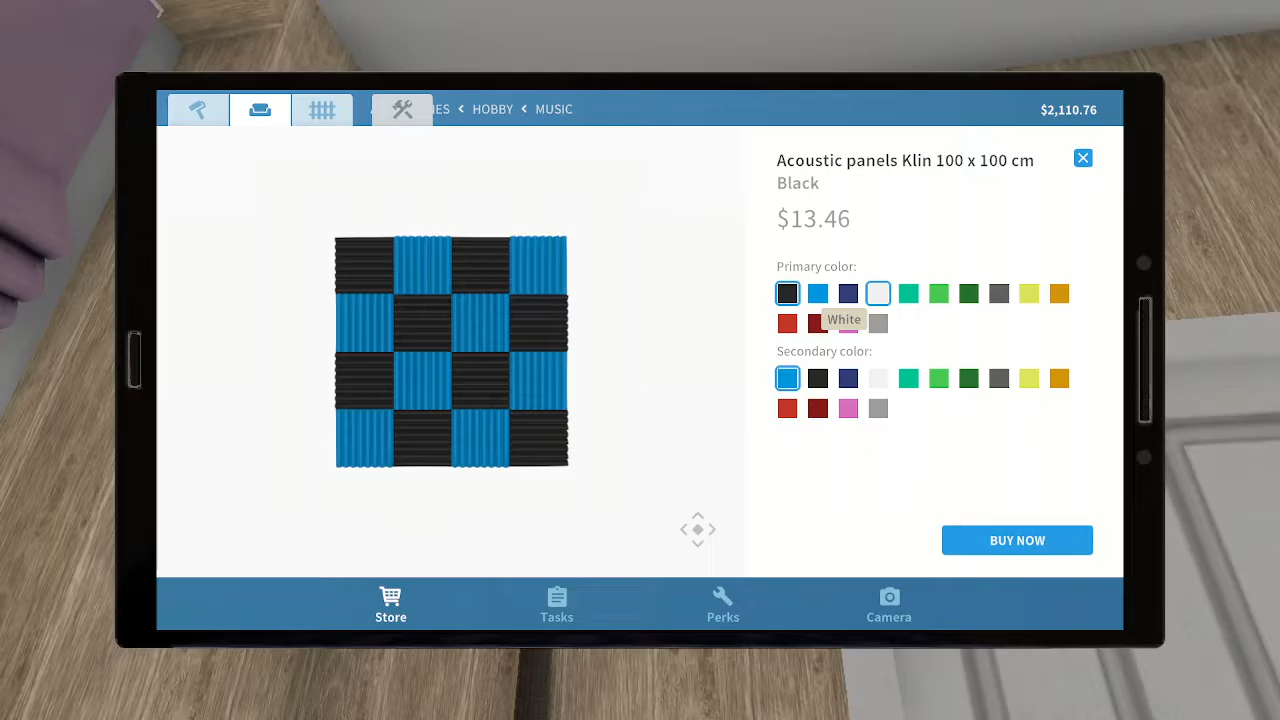 ES < HOBBY < MUSIC
$2,110.76
Acoustic panels Klin 100 x 100 cm
Black
$13.46
Primary color:
White
Secondary color:
BUY NOW
Store
Tasks
Perks
Camera